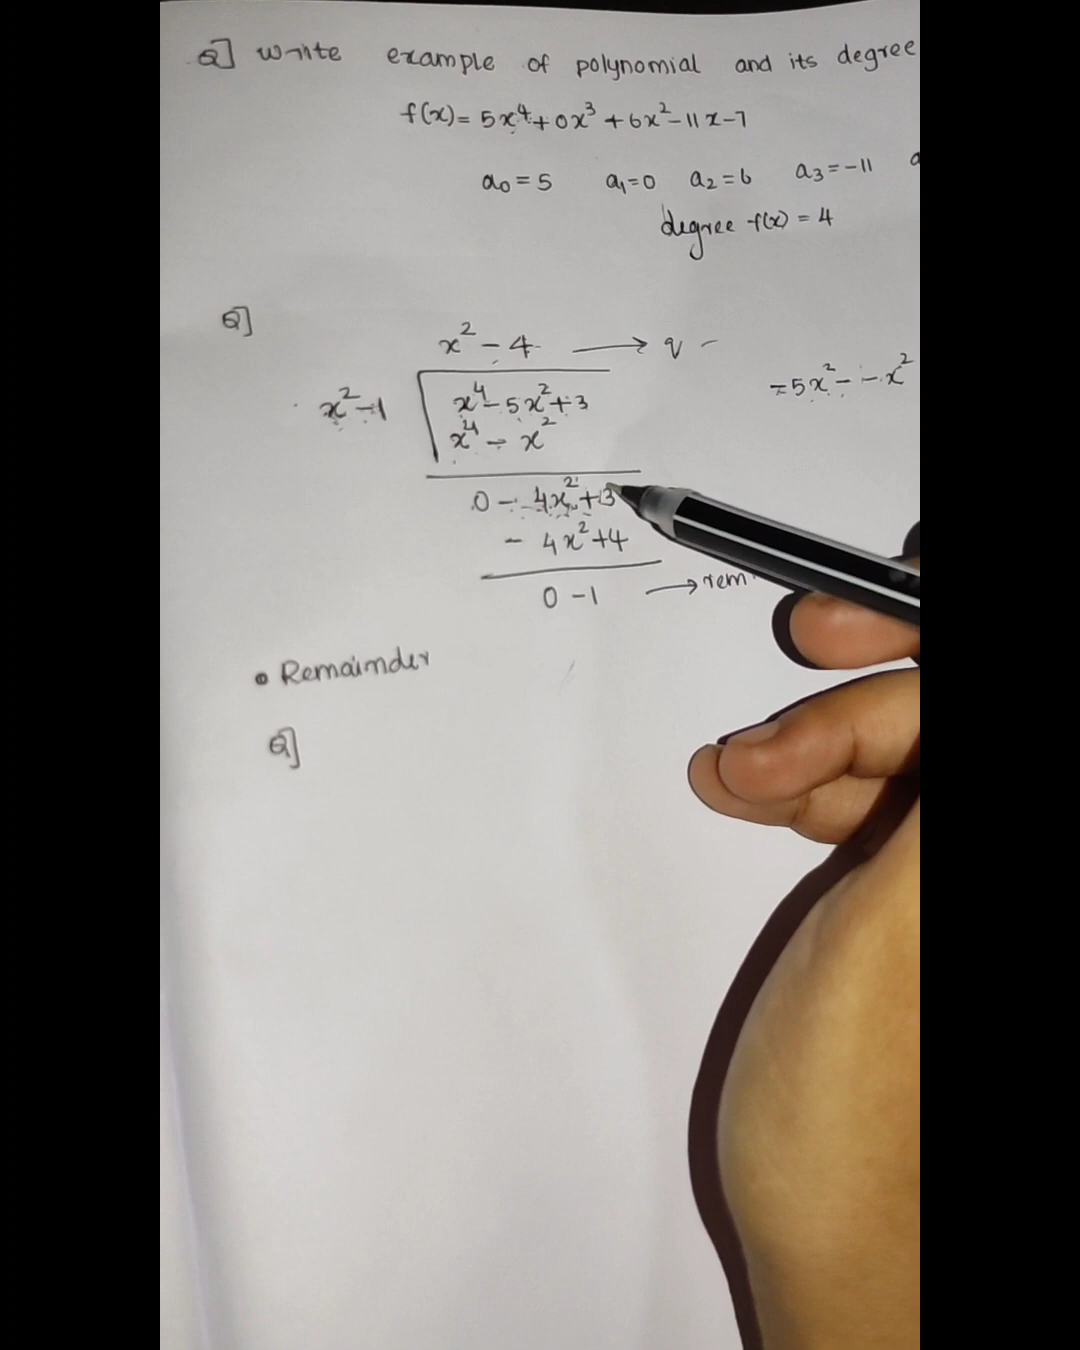 Q] Write example of polynomial and its degree
f(x) = 5x⁴ + 0x³ + 6x² - 11x - 7
a₀ = 5 a₁ = 0 a₂ = 6 a₃ = -11
degree f(x) = 4
Q]
x² - 4 → q -
x² - 1 x⁴ - 5x² + 3 = 5x² - - x²
x⁴ - x²
0 - 4x² + 3
- 4x² + 4
0 - 1 → rem
• Remainder
Q]